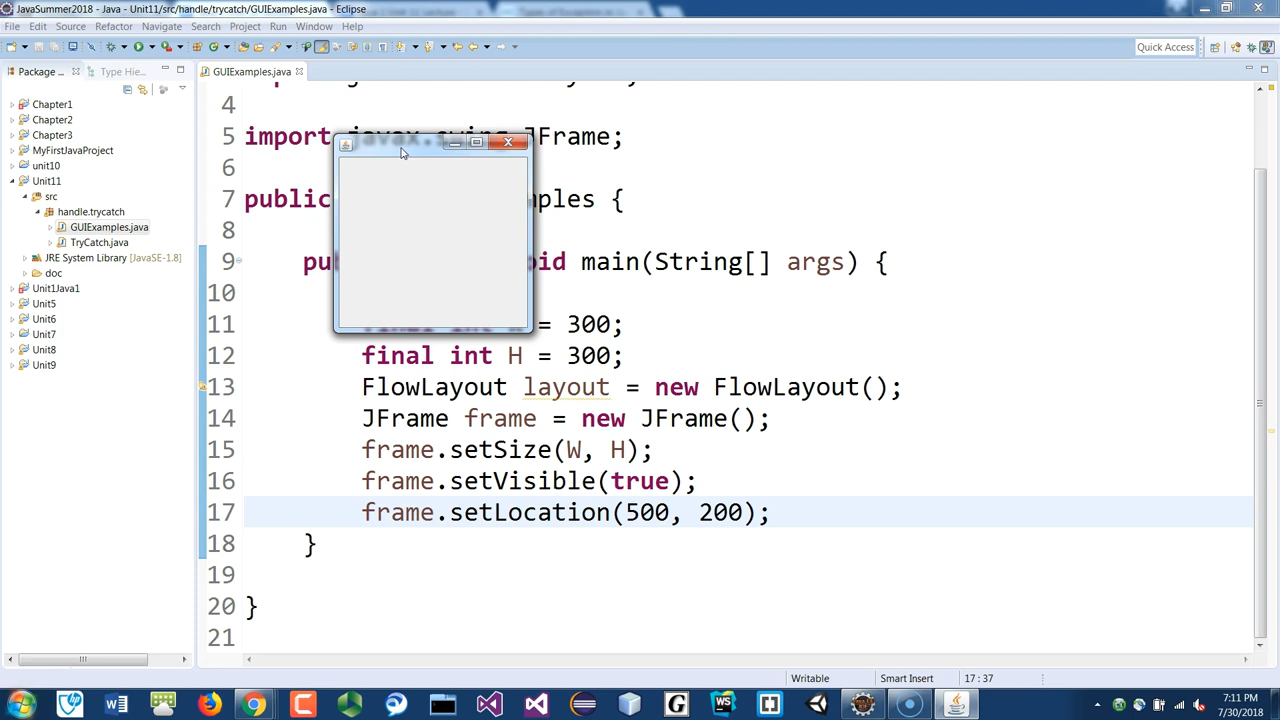 JavaSummer2018 - Java - Unit11/src/handle/trycatch/GUIExamples.java - Eclipse
File Edit Source Refactor Navigate Search Project Run Window Help
Quick Access
Package ...
Type Hie...
GUIExamples.java
Chapter1
Chapter2
Chapter3
MyFirstJavaProject
unit10
Unit11
src
handle.trycatch
GUIExamples.java
TryCatch.java
JRE System Library [JavaSE-1.8]
doc
Unit1Java1
Unit5
Unit6
Unit7
Unit8
Unit9
4
5 import javax.swing.JFrame;
6
7 public mples {
8
9 pu id main(String[] args) {
10
11 = 300;
12 final int H = 300;
13 FlowLayout layout = new FlowLayout();
14 JFrame frame = new JFrame();
15 frame.setSize(W, H);
16 frame.setVisible(true);
17 frame.setLocation(500, 200);
18 }
19
20 }
21
Writable Smart Insert 17 : 37
7:11 PM
7/30/2018